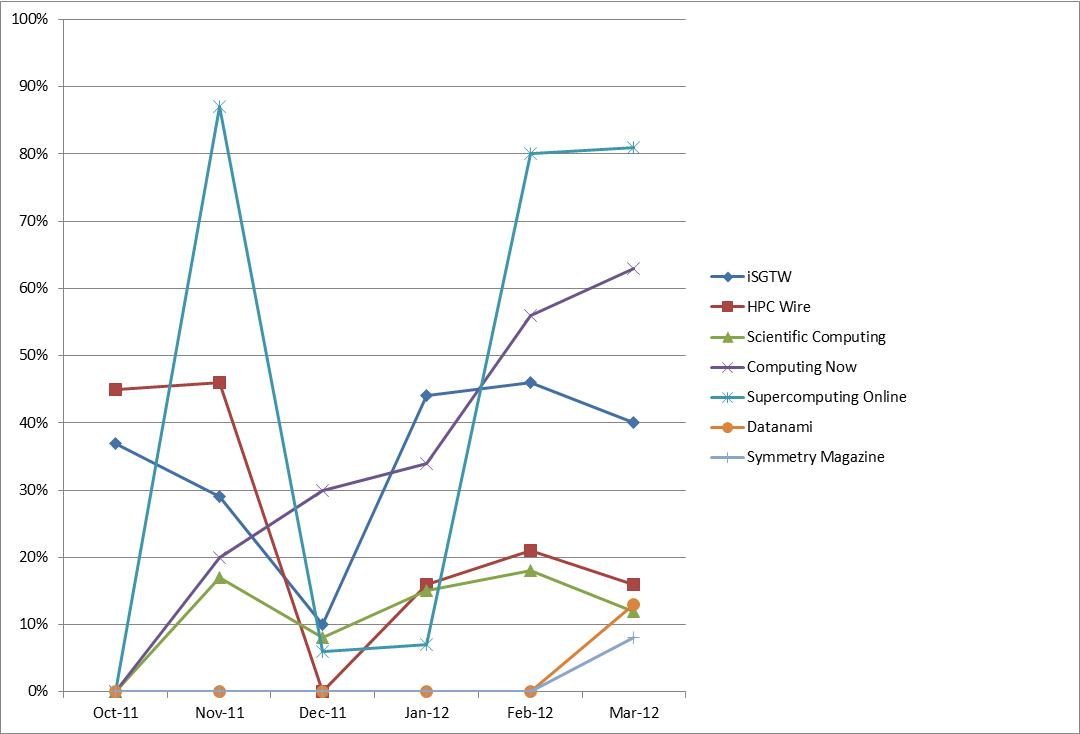 100%
90%
80%
70%
60%
50%
40%
30%
20%
10%
0%
Oct-11 Nov-11 Dec-11 Jan-12 Feb-12 Mar-12
iSGTW
HPC Wire
Scientific Computing
Computing Now
Supercomputing Online
Datanami
Symmetry Magazine